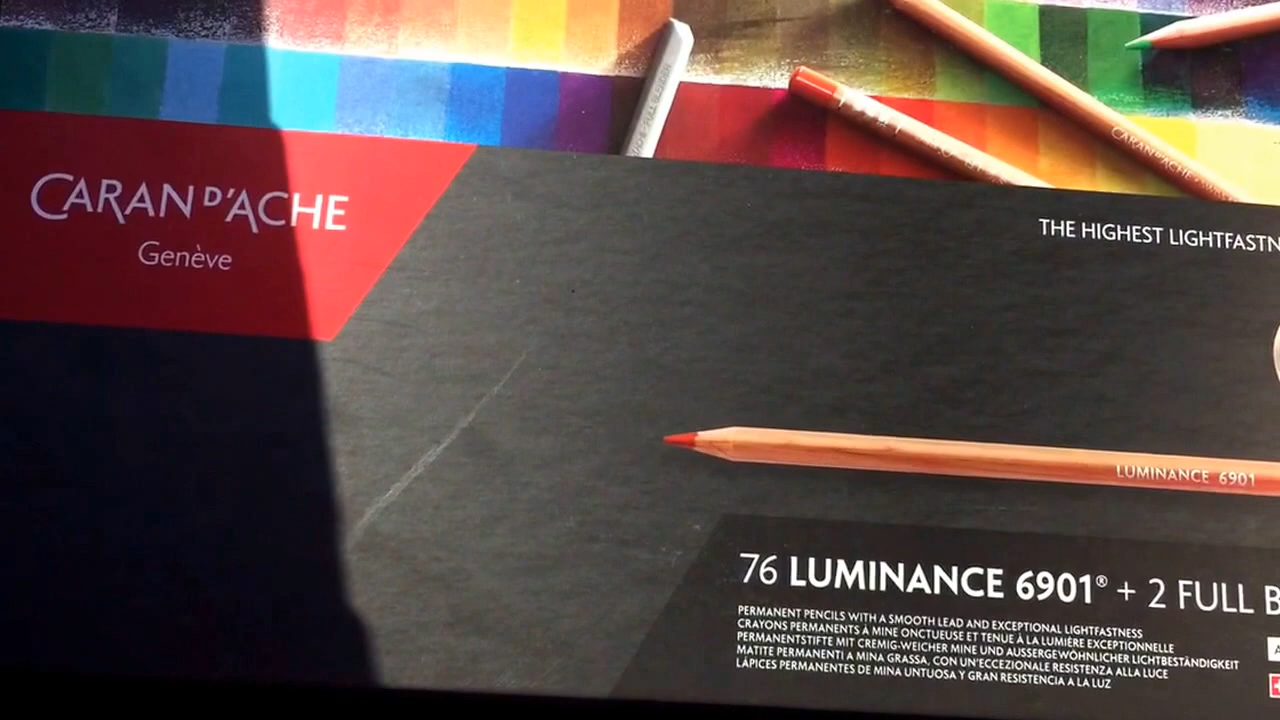 CARAN D'ACHE
Genève
CARAN D'ACHE
THE HIGHEST LIGHTFASTN
LUMINANCE 6901
76 LUMINANCE 6901® + 2 FULL B
PERMANENT PENCILS WITH A SMOOTH LEAD AND EXCEPTIONAL LIGHTFASTNESS
CRAYONS PERMANENTS À MINE ONCTUEUSE ET TENUE À LA LUMIÈRE EXCEPTIONNELLE
PERMANENTSTIFTE MIT CREMIG-WEICHER MINE UND AUSSERGEWÖHNLICHER LICHTBESTÄNDIGKEIT
MATITE PERMANENTI A MINA GRASSA, CON UN'ECCEZIONALE RESISTENZA ALLA LUCE
LÁPICES PERMANENTES DE MINA UNTUOSA Y GRAN RESISTENCIA A LA LUZ